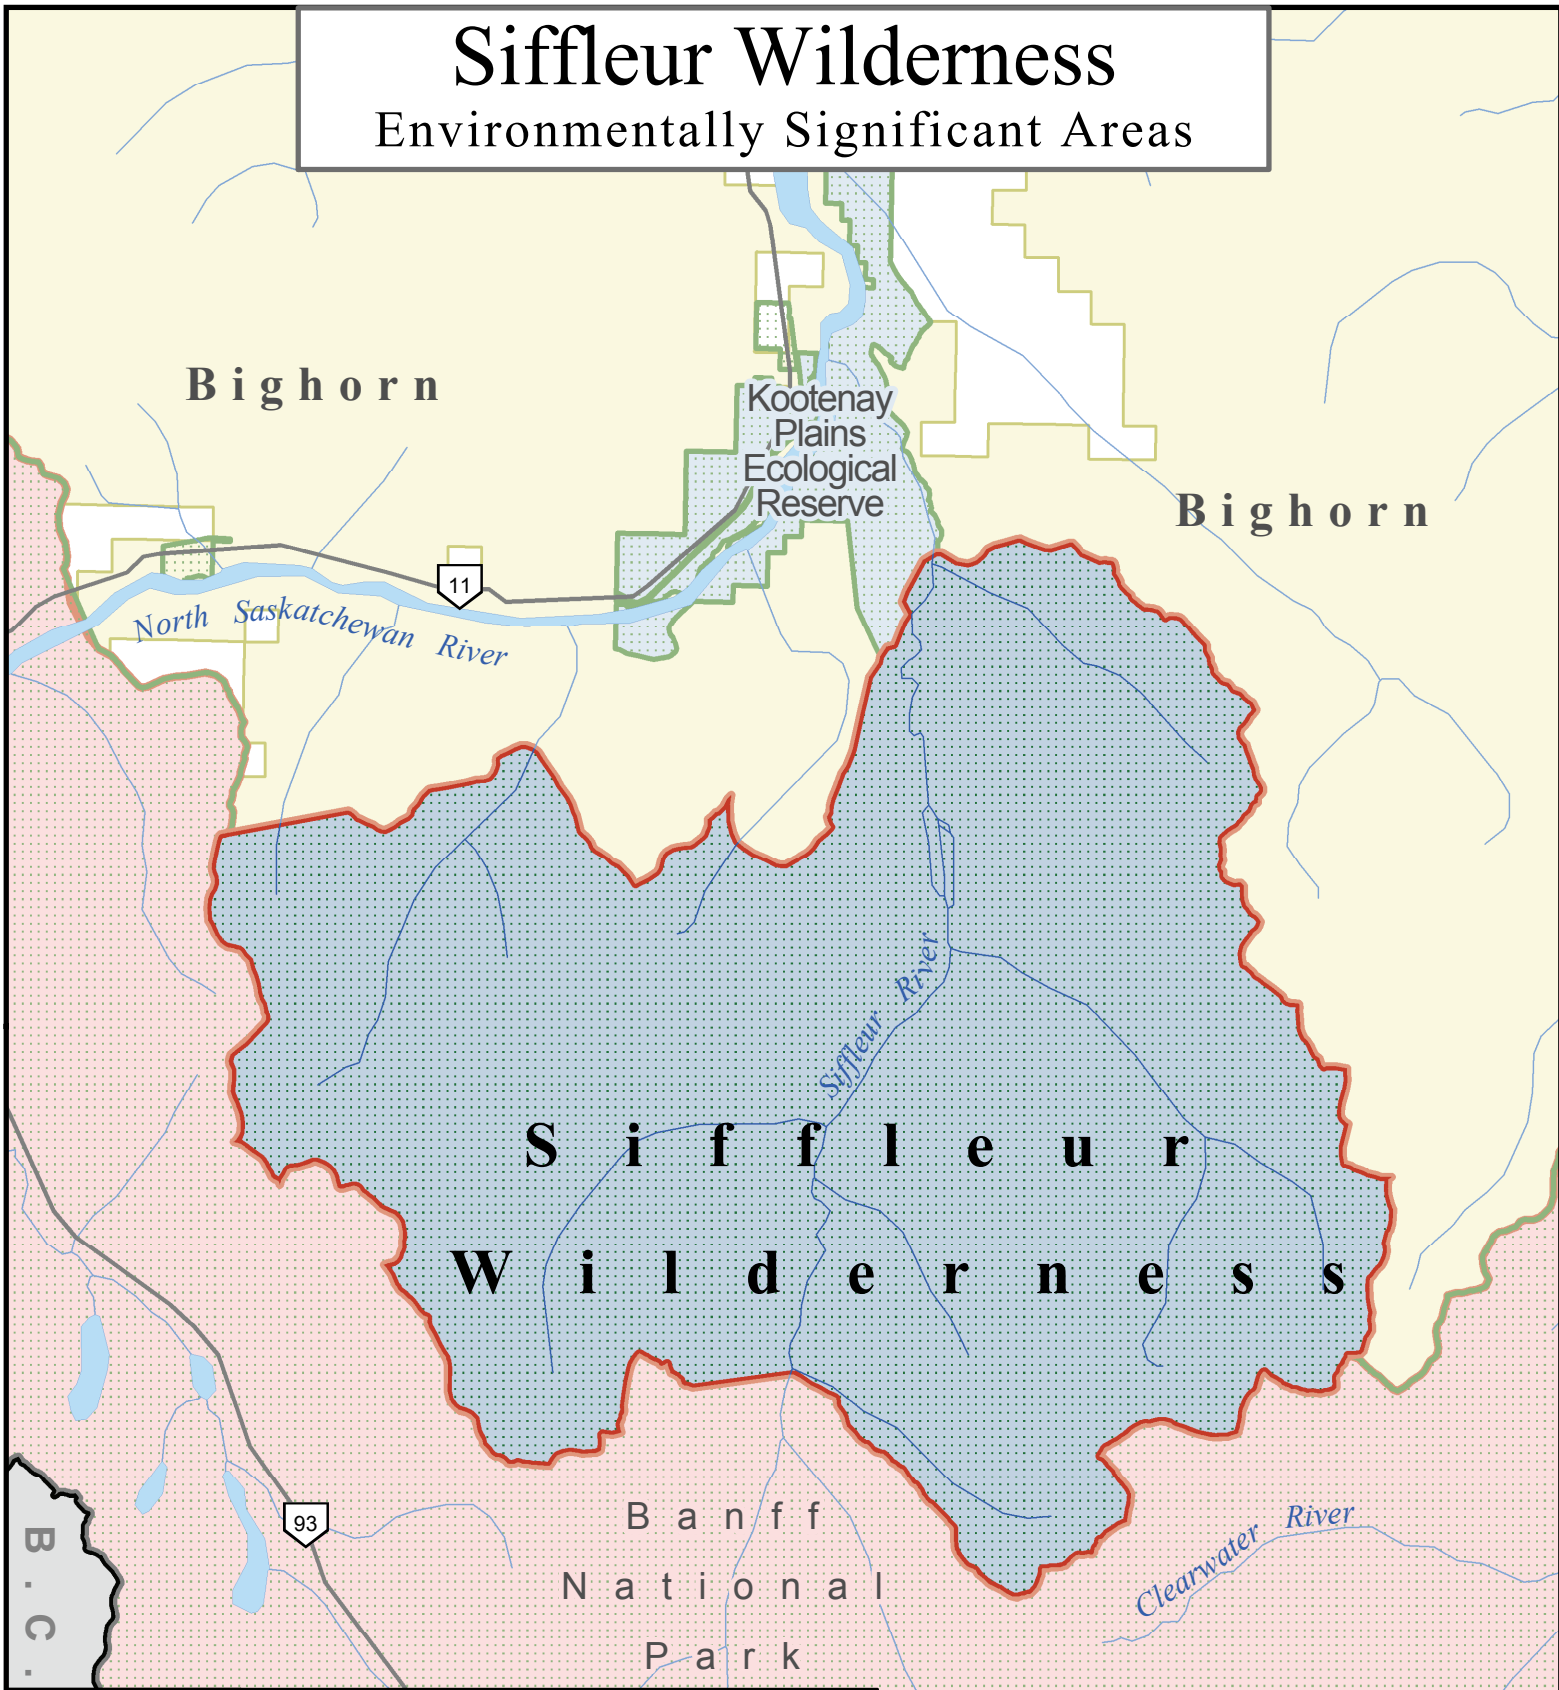 Siffleur Wilderness
Environmentally Significant Areas
Bighorn
Kootenay
Plains
Ecological
Reserve
Bighorn
11
North Saskatchewan River
Siffleur River
Siffleur
Wilderness
93
Banff
National
Park
Clearwater River
B.C.